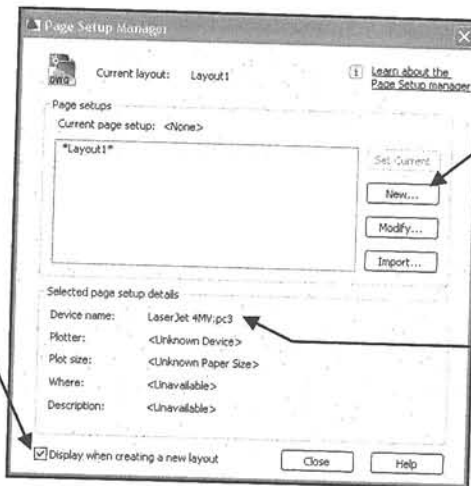 Page Setup Manager
DWG
Current layout: Layout1
i Learn about the
Page Setup manager
Page setups
Current page setup: <None>
*Layout1*
Set Current
New...
Modify...
Import...
Selected page setup details
Device name: LaserJet 4MV.pc3
Plotter: <Unknown Device>
Plot size: <Unknown Paper Size>
Where: <Unavailable>
Description: <Unavailable>
Display when creating a new layout
Close
Help